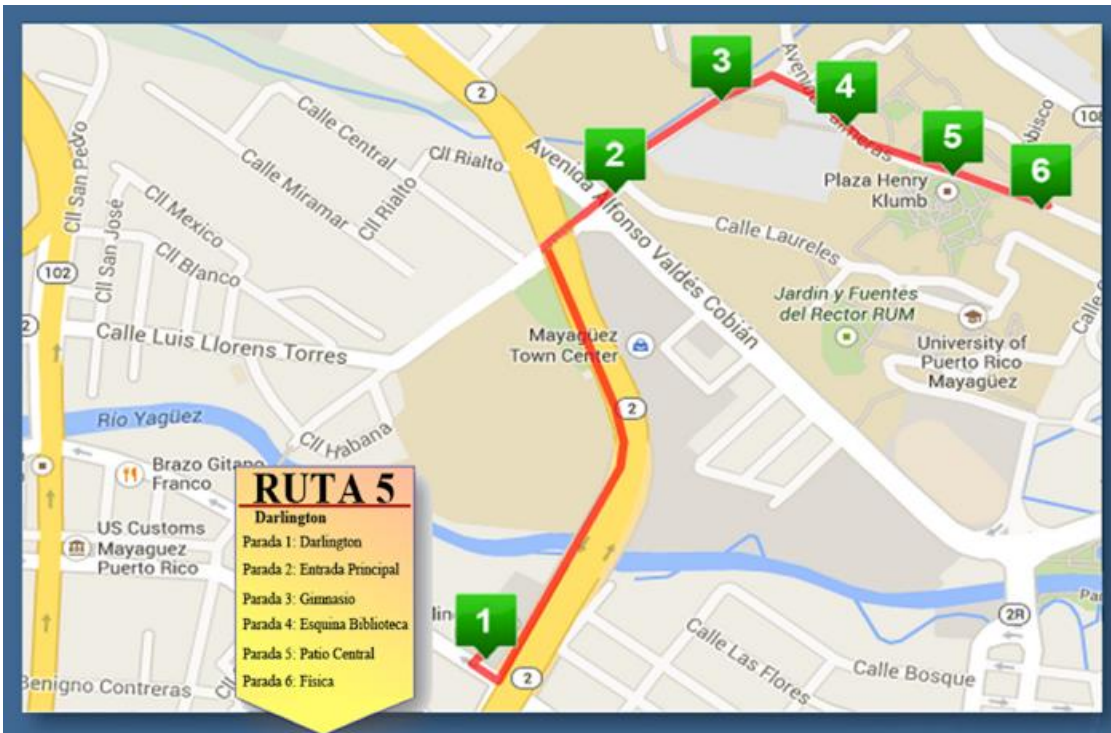 2
3
Avenida
4
Bisco
108
Avenida Alfonso Valdés Cobián
Calle Central
Cll Rialto
2
5
6
Cll San Pedro
Calle Miramar
Cll Rialto
Plaza Henry
Klumb
Cll San José
Cll Mexico
Calle Laureles
Cll Blanco
102
Jardin y Fuentes
del Rector RUM
Calle
2
Calle Luis Llorens Torres
Mayagüez
Town Center
University of
Puerto Rico
Mayagüez
2
Río Yagüez
Cll Habana
Brazo Gitano
Franco
US Customs
Mayaguez
Puerto Rico
RUTA 5
Darlington
Parada 1: Darlington
Parada 2: Entrada Principal
Parada 3: Gimnasio
Parada 4: Esquina Biblioteca
Parada 5: Patio Central
Parada 6: Física
1
2R
Calle Las Flores
Calle Bosque
Benigno Contreras
2